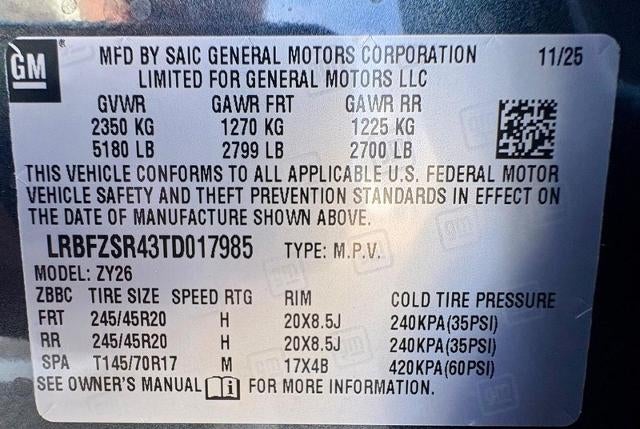 GM
MFD BY SAIC GENERAL MOTORS CORPORATION 11/25
LIMITED FOR GENERAL MOTORS LLC
GVWR GAWR FRT GAWR RR
2350 KG 1270 KG 1225 KG
5180 LB 2799 LB 2700 LB
THIS VEHICLE CONFORMS TO ALL APPLICABLE U.S. FEDERAL MOTOR
VEHICLE SAFETY AND THEFT PREVENTION STANDARDS IN EFFECT ON
THE DATE OF MANUFACTURE SHOWN ABOVE.
LRBFZSR43TD017985 TYPE: M.P.V.
MODEL: ZY26
ZBBC TIRE SIZE SPEED RTG RIM COLD TIRE PRESSURE
FRT 245/45R20 H 20X8.5J 240KPA(35PSI)
RR 245/45R20 H 20X8.5J 240KPA(35PSI)
SPA T145/70R17 M 17X4B 420KPA(60PSI)
SEE OWNER'S MANUAL i FOR MORE INFORMATION.